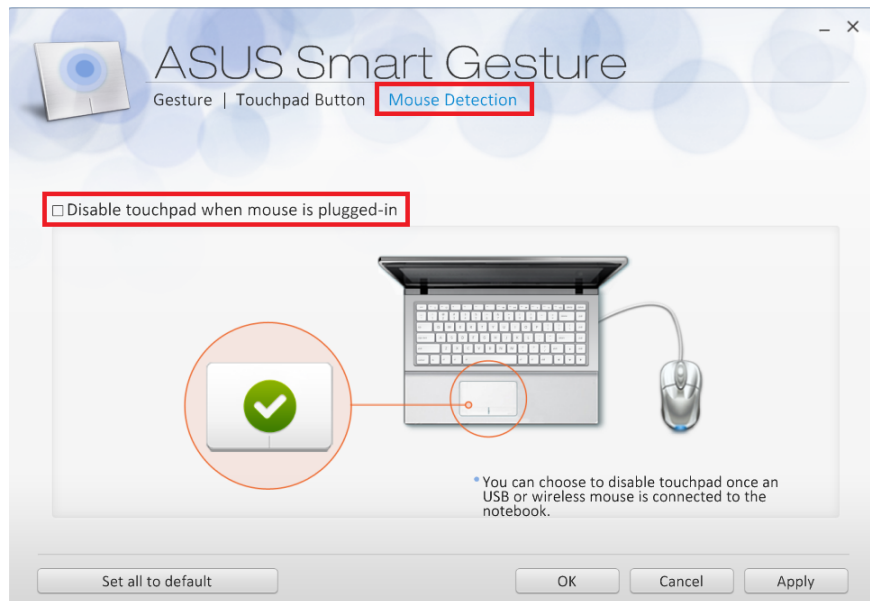 ASUS Smart Gesture
Gesture | Touchpad Button Mouse Detection
Disable touchpad when mouse is plugged-in
You can choose to disable touchpad once an
USB or wireless mouse is connected to the
notebook.
Set all to default OK Cancel Apply